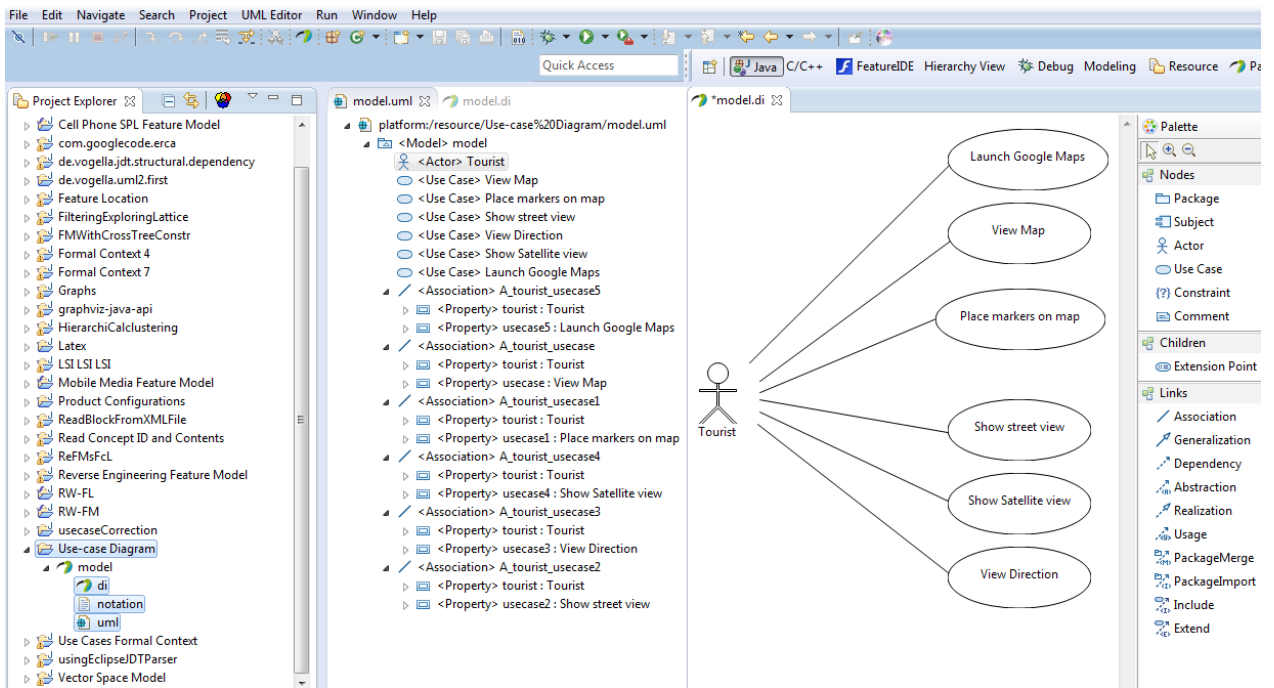 File Edit Navigate Search Project UML Editor Run Window Help
Quick Access
Java C/C++ FeatureIDE Hierarchy View Debug Modeling Resource Pa
Project Explorer
Cell Phone SPL Feature Model
com.googlecode.erca
de.vogella.jdt.structural.dependency
de.vogella.uml2.first
Feature Location
FilteringExploringLattice
FMWithCrossTreeConstr
Formal Context 4
Formal Context 7
Graphs
graphviz-java-api
HierarchiCalclustering
Latex
LSI LSI LSI
Mobile Media Feature Model
Product Configurations
ReadBlockFromXMLFile
Read Concept ID and Contents
ReFMsFcL
Reverse Engineering Feature Model
RW-FL
RW-FM
usecaseCorrection
Use-case Diagram
model
di
notation
uml
Use Cases Formal Context
usingEclipseJDTParser
Vector Space Model
model.uml model.di
platform:/resource/Use-case%20Diagram/model.uml
<Model> model
<Actor> Tourist
<Use Case> View Map
<Use Case> Place markers on map
<Use Case> Show street view
<Use Case> View Direction
<Use Case> Show Satellite view
<Use Case> Launch Google Maps
<Association> A_tourist_usecase5
<Property> tourist : Tourist
<Property> usecase5 : Launch Google Maps
<Association> A_tourist_usecase
<Property> tourist : Tourist
<Property> usecase : View Map
<Association> A_tourist_usecase1
<Property> tourist : Tourist
<Property> usecase1 : Place markers on map
<Association> A_tourist_usecase4
<Property> tourist : Tourist
<Property> usecase4 : Show Satellite view
<Association> A_tourist_usecase3
<Property> tourist : Tourist
<Property> usecase3 : View Direction
<Association> A_tourist_usecase2
<Property> tourist : Tourist
<Property> usecase2 : Show street view
*model.di
Launch Google Maps
View Map
Place markers on map
Tourist
Show street view
Show Satellite view
View Direction
Palette
Nodes
Package
Subject
Actor
Use Case
{?} Constraint
Comment
Children
Extension Point
Links
Association
Generalization
Dependency
Abstraction
Realization
Usage
PackageMerge
PackageImport
Include
Extend